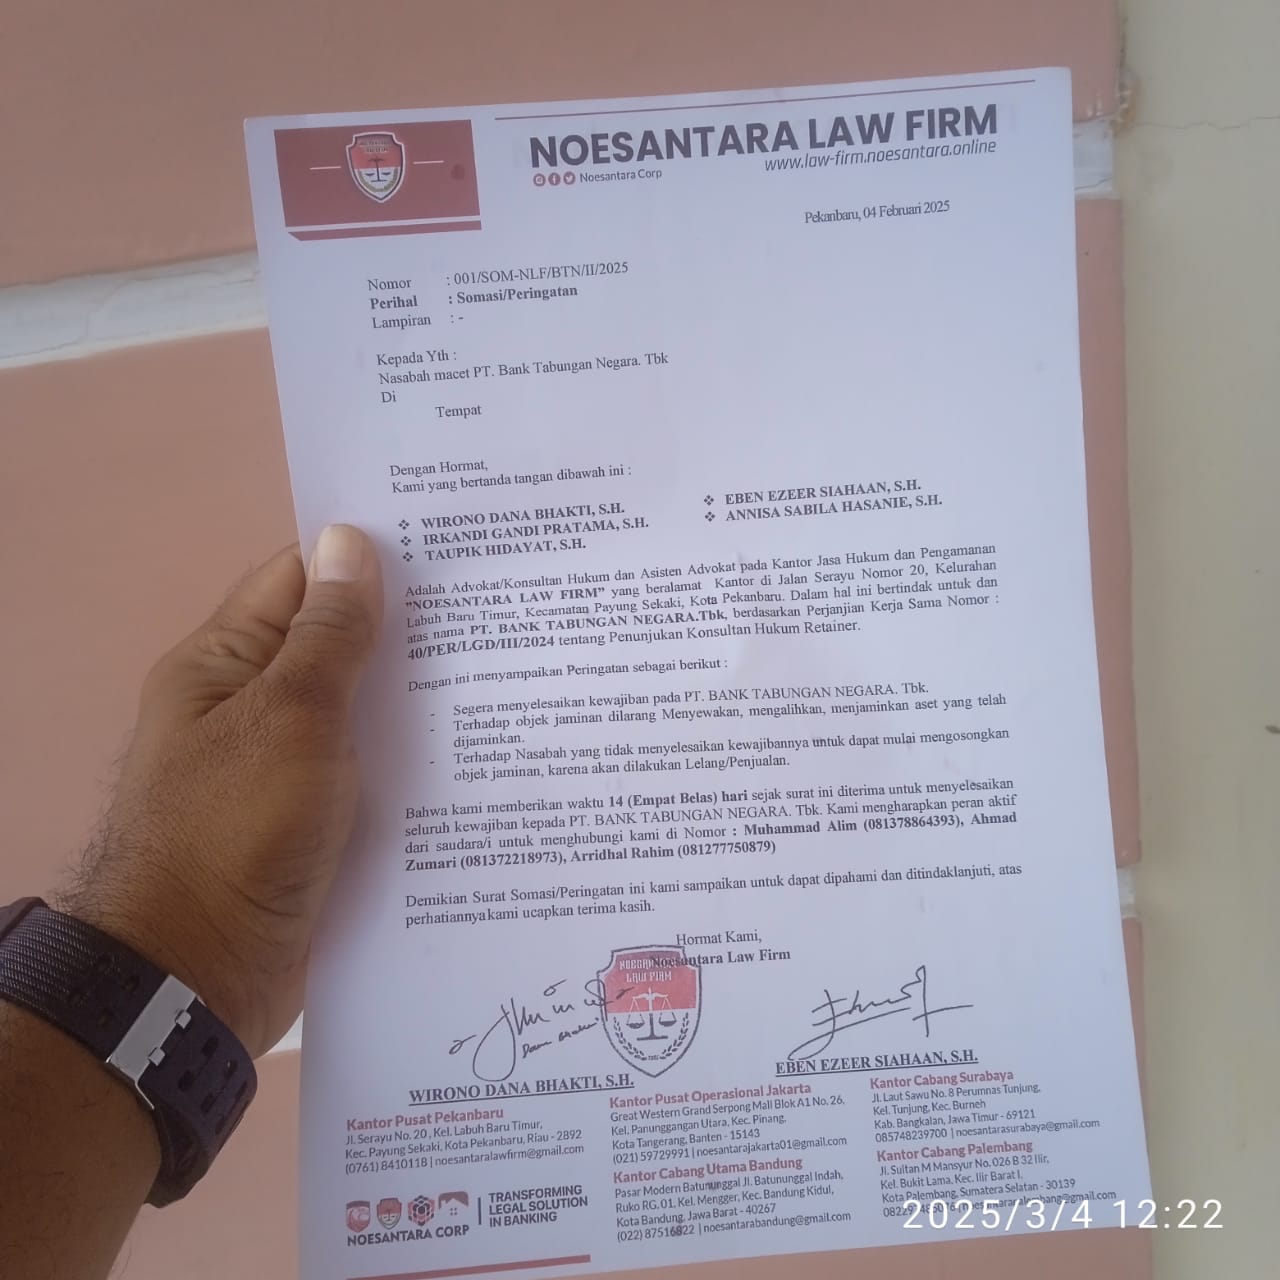 NOESANTARA LAW FIRM
www.law-firm.noesantara.online
Noesantara Corp
Pekanbaru, 04 Februari 2025
Nomor : 001/SOM-NLF/BTN/II/2025
Perihal : Somasi/Peringatan
Lampiran : -
Kepada Yth :
Nasabah macet PT. Bank Tabungan Negara. Tbk
Di
Tempat
Dengan Hormat,
Kami yang bertanda tangan dibawah ini :
❖ WIRONO DANA BHAKTI, S.H.
❖ IRKANDI GANDI PRATAMA, S.H.
❖ TAUPIK HIDAYAT, S.H.
❖ EBEN EZEER SIAHAAN, S.H.
❖ ANNISA SABILA HASANIE, S.H.
Adalah Advokat/Konsultan Hukum dan Asisten Advokat pada Kantor Jasa Hukum dan Pengamanan
"NOESANTARA LAW FIRM" yang beralamat Kantor di Jalan Serayu Nomor 20, Kelurahan
Labuh Baru Timur, Kecamatan Payung Sekaki, Kota Pekanbaru. Dalam hal ini bertindak untuk dan
atas nama PT. BANK TABUNGAN NEGARA.Tbk, berdasarkan Perjanjian Kerja Sama Nomor :
40/PER/LGD/III/2024 tentang Penunjukan Konsultan Hukum Retainer.
Dengan ini menyampaikan Peringatan sebagai berikut :
- Segera menyelesaikan kewajiban pada PT. BANK TABUNGAN NEGARA. Tbk.
- Terhadap objek jaminan dilarang Menyewakan, mengalihkan, menjaminkan aset yang telah
dijaminkan.
- Terhadap Nasabah yang tidak menyelesaikan kewajibannya untuk dapat mulai mengosongkan
objek jaminan, karena akan dilakukan Lelang/Penjualan.
Bahwa kami memberikan waktu 14 (Empat Belas) hari sejak surat ini diterima untuk menyelesaikan
seluruh kewajiban kepada PT. BANK TABUNGAN NEGARA. Tbk. Kami mengharapkan peran aktif
dari saudara/i untuk menghubungi kami di Nomor : Muhammad Alim (081378864393), Ahmad
Zumari (081372218973), Arridhal Rahim (081277750879)
Demikian Surat Somasi/Peringatan ini kami sampaikan untuk dapat dipahami dan ditindaklanjuti, atas
perhatiannya kami ucapkan terima kasih.
Hormat Kami,
Noesantara Law Firm
NOESANTARA
LAW FIRM
WIRONO DANA BHAKTI, S.H.
EBEN EZEER SIAHAAN, S.H.
Kantor Pusat Pekanbaru
Jl. Serayu No. 20 , Kel. Labuh Baru Timur,
Kec. Payung Sekaki, Kota Pekanbaru, Riau - 2892
(0761) 8410118 | noesantaralawfirm@gmail.com
Kantor Pusat Operasional Jakarta
Great Western Grand Serpong Mall Blok A1 No. 26,
Kel. Panunggangan Utara, Kec. Pinang,
Kota Tangerang, Banten - 15143
(021) 59729991 | noesantarajakarta01@gmail.com
Kantor Cabang Utama Bandung
Pasar Modern Batununggal Jl. Batununggal Indah,
Ruko RG. 01, Kel. Mengger, Kec. Bandung Kidul,
Kota Bandung, Jawa Barat - 40267
(022) 87516822 | noesantarabandung@gmail.com
Kantor Cabang Surabaya
Jl. Laut Sawu No. 8 Perumnas Tunjung,
Kel. Tunjung, Kec. Burneh
Kab. Bangkalan, Jawa Timur - 69121
085748239700 | noesantarasurabaya@gmail.com
Kantor Cabang Palembang
Jl. Sultan M Mansyur No. 026 B 32 Ilir,
Kel. Bukit Lama, Kec. Ilir Barat I,
Kota Palembang, Sumatera Selatan - 30139
NOESANTARA CORP
TRANSFORMING
LEGAL SOLUTION
IN BANKING
2025/3/4 12:22